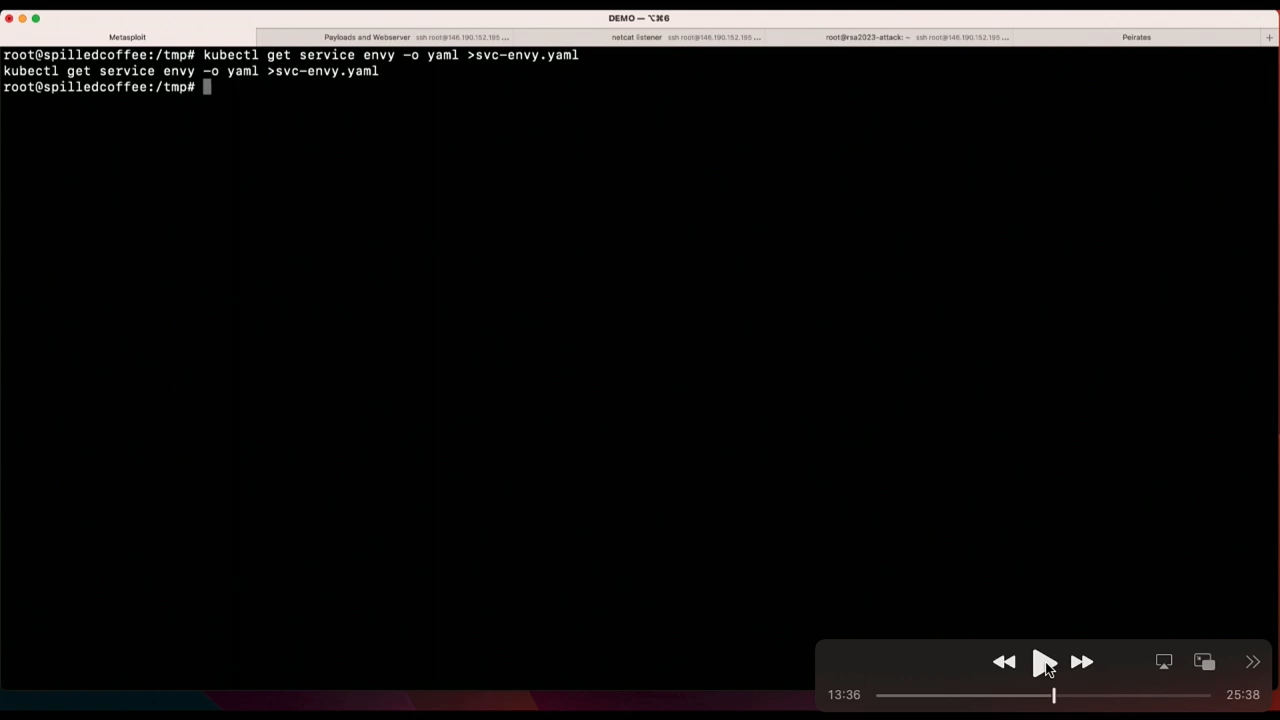 DEMO — ⌥⌘6
Metasploit
Payloads and Webserver ssh root@146.190.152.195 ...
netcat listener ssh root@146.190.152.195 ...
root@rsa2023-attack: ~ ssh root@146.190.152.195 ...
Peirates
root@spilledcoffee:/tmp# kubectl get service envy -o yaml >svc-envy.yaml
kubectl get service envy -o yaml >svc-envy.yaml
root@spilledcoffee:/tmp#
13:36
25:38